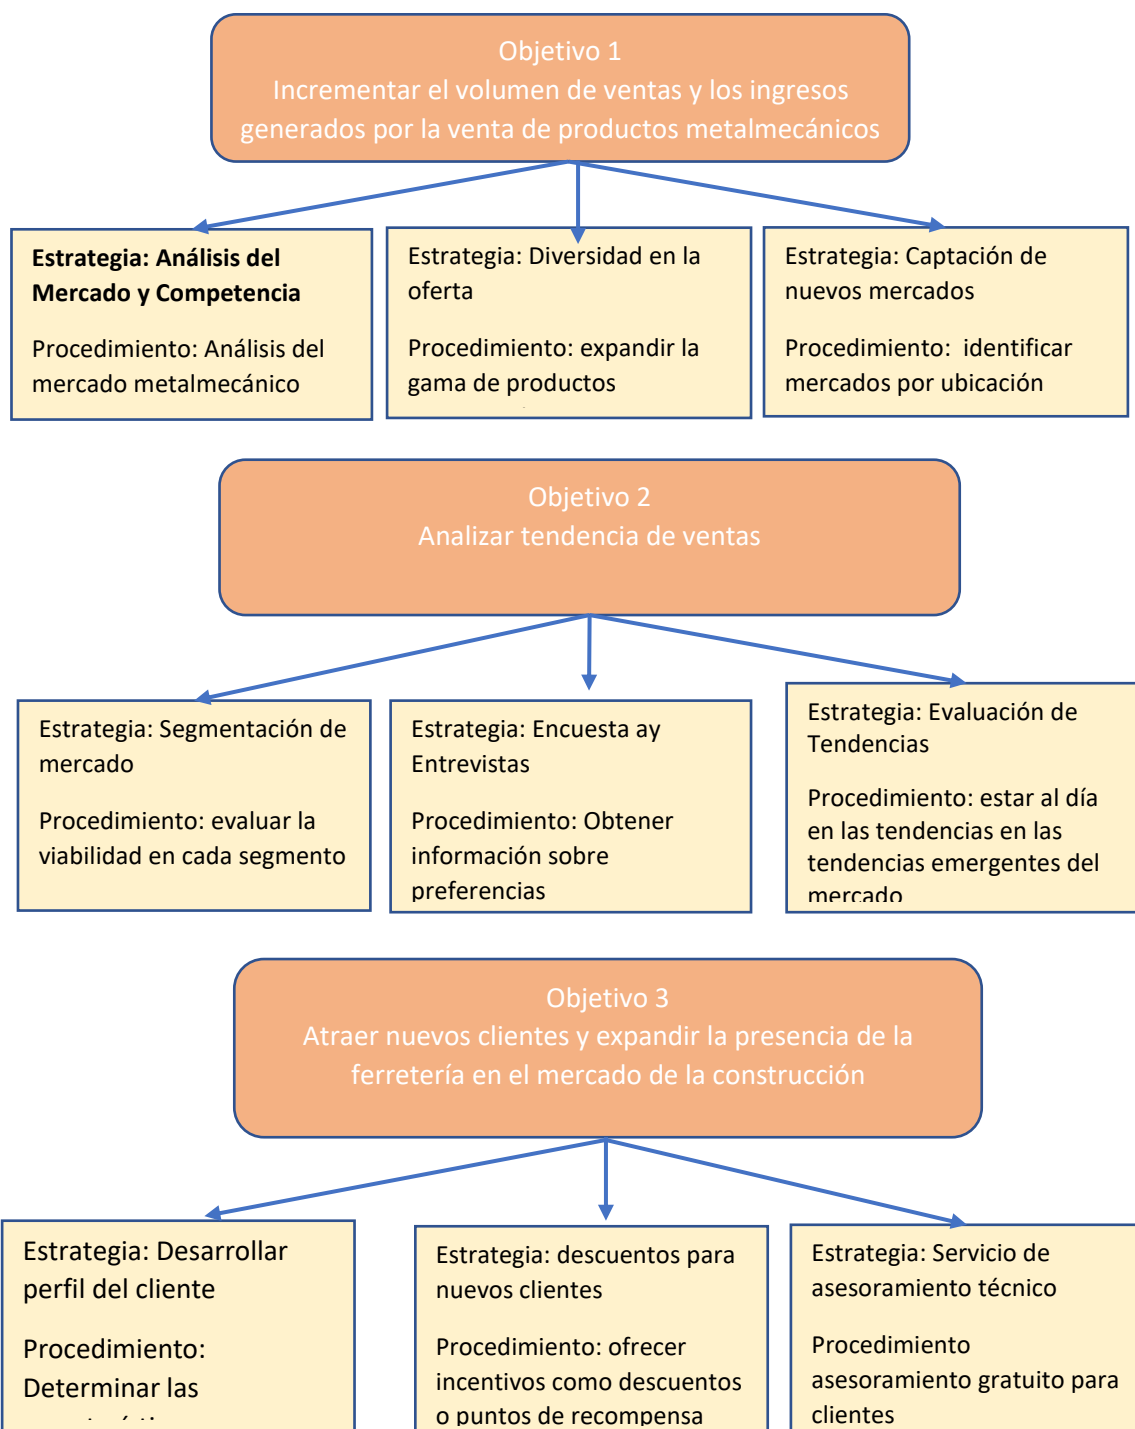 Objetivo 1
Incrementar el volumen de ventas y los ingresos
generados por la venta de productos metalmecánicos
Estrategia: Análisis del
Mercado y Competencia
Procedimiento: Análisis del
mercado metalmecánico
Estrategia: Diversidad en la
oferta
Procedimiento: expandir la
gama de productos
Estrategia: Captación de
nuevos mercados
Procedimiento:  identificar
mercados por ubicación
Objetivo 2
Analizar tendencia de ventas
Estrategia: Segmentación de
mercado
Procedimiento: evaluar la
viabilidad en cada segmento
Estrategia: Encuesta ay
Entrevistas
Procedimiento: Obtener
información sobre
preferencias
Estrategia: Evaluación de
Tendencias
Procedimiento: estar al día
en las tendencias en las
tendencias emergentes del
mercado
Objetivo 3
Atraer nuevos clientes y expandir la presencia de la
ferretería en el mercado de la construcción
Estrategia: Desarrollar
perfil del cliente
Procedimiento:
Determinar las
Estrategia: descuentos para
nuevos clientes
Procedimiento: ofrecer
incentivos como descuentos
o puntos de recompensa
Estrategia: Servicio de
asesoramiento técnico
Procedimiento
asesoramiento gratuito para
clientes